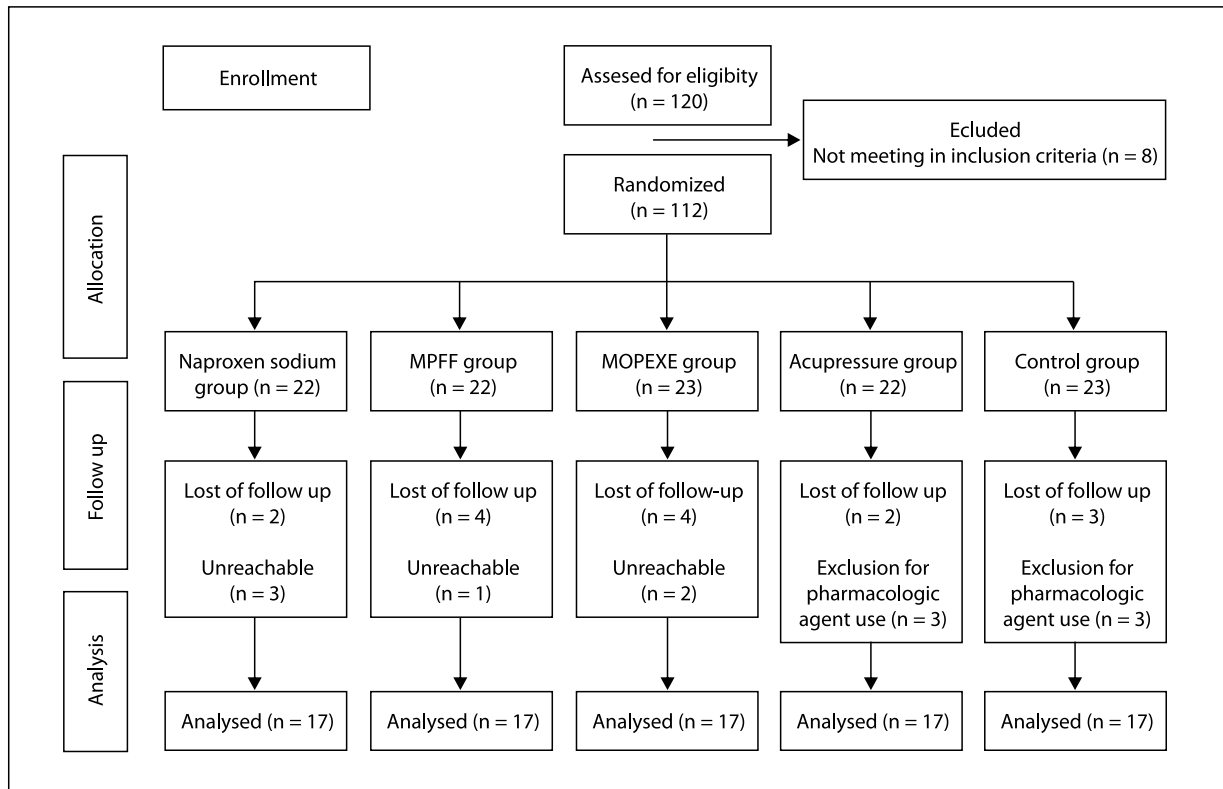 Enrollment
Assesed for eligibity
(n = 120)
Ecluded
Not meeting in inclusion criteria (n = 8)
Randomized
(n = 112)
Allocation
Naproxen sodium
group (n = 22)
MPFF group
(n = 22)
MOPEXE group
(n = 23)
Acupressure group
(n = 22)
Control group
(n = 23)
Follow up
Lost of follow up
(n = 2)
Unreachable
(n = 3)
Lost of follow up
(n = 4)
Unreachable
(n = 1)
Lost of follow-up
(n = 4)
Unreachable
(n = 2)
Lost of follow up
(n = 2)
Exclusion for
pharmacologic
agent use (n = 3)
Lost of follow up
(n = 3)
Exclusion for
pharmacologic
agent use (n = 3)
Analysis
Analysed (n = 17)
Analysed (n = 17)
Analysed (n = 17)
Analysed (n = 17)
Analysed (n = 17)